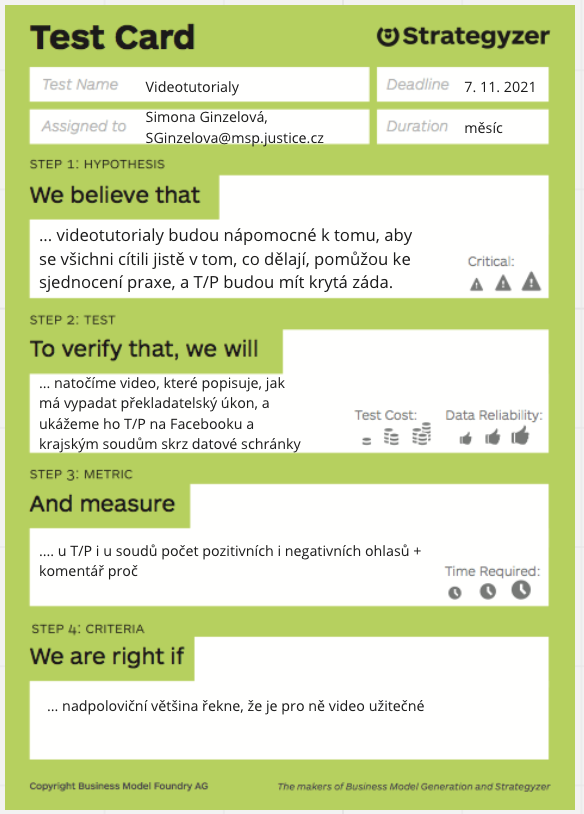 Test Card
Strategyzer
Test Name Videotutorialy
Deadline 7. 11. 2021
Assigned to Simona Ginzelová,
SGinzelova@msp.justice.cz
Duration měsíc
STEP 1: HYPOTHESIS
We believe that
... videotutorialy budou nápomocné k tomu, aby
se všichni cítili jistě v tom, co dělají, pomůžou ke
sjednocení praxe, a T/P budou mít krytá záda.
Critical:
STEP 2: TEST
To verify that, we will
... natočíme video, které popisuje, jak
má vypadat překladatelský úkon, a
ukážeme ho T/P na Facebooku a
krajským soudům skrz datové schránky
Test Cost:
Data Reliability:
STEP 3: METRIC
And measure
.... u T/P i u soudů počet pozitivních i negativních ohlasů +
komentář proč
Time Required:
STEP 4: CRITERIA
We are right if
... nadpoloviční většina řekne, že je pro ně video užitečné
Copyright Business Model Foundry AG
The makers of Business Model Generation and Strategyzer